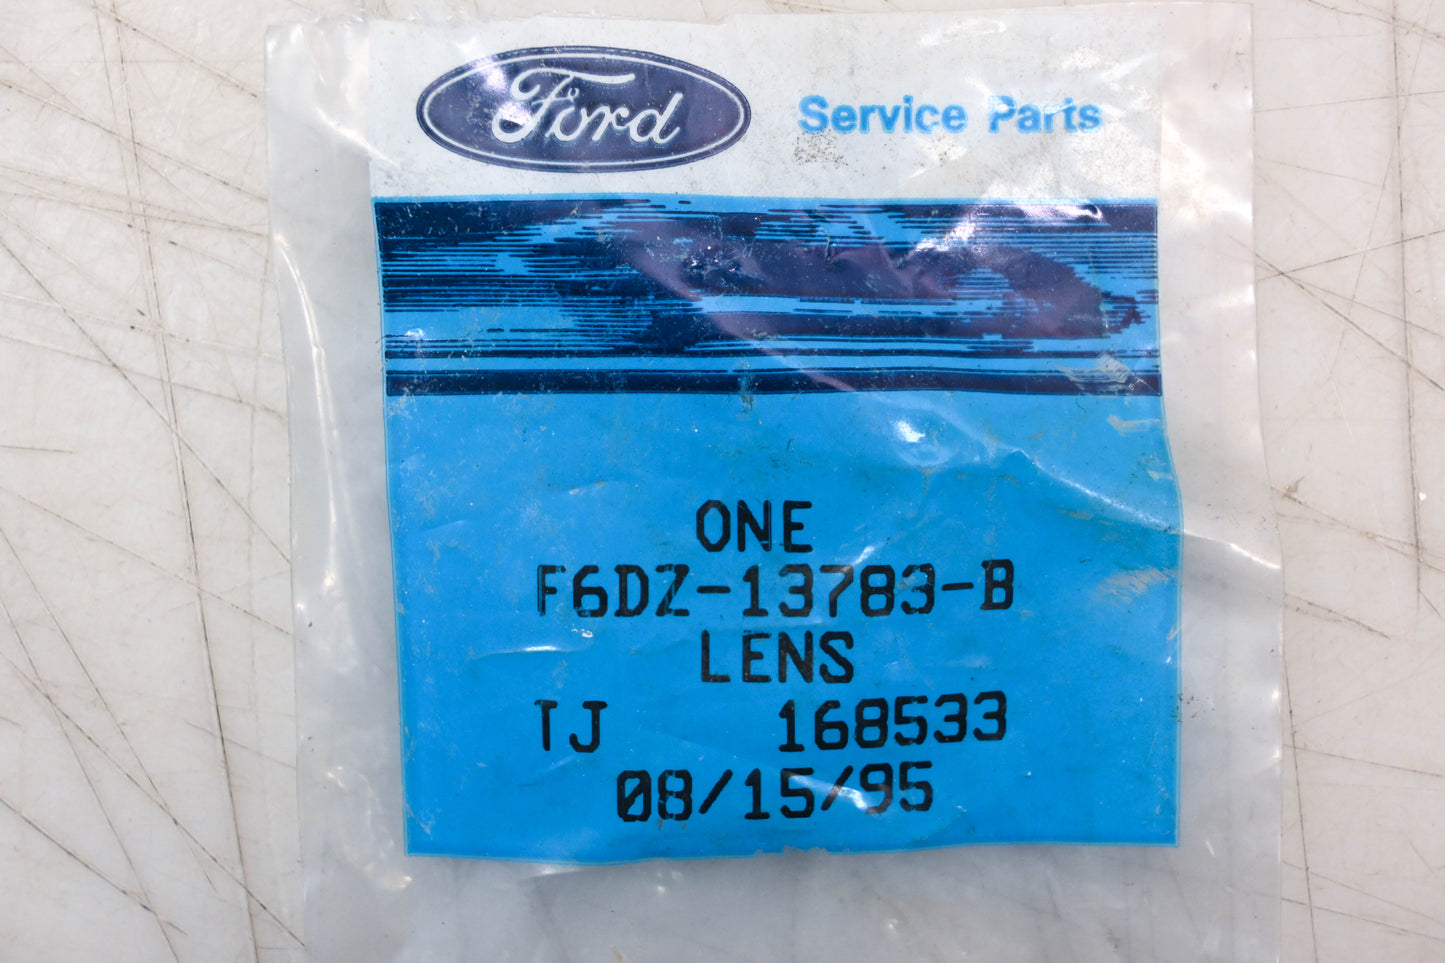 Ford Service Parts
ONE
F6DZ-13783-B
LENS
TJ 168533
08/15/95